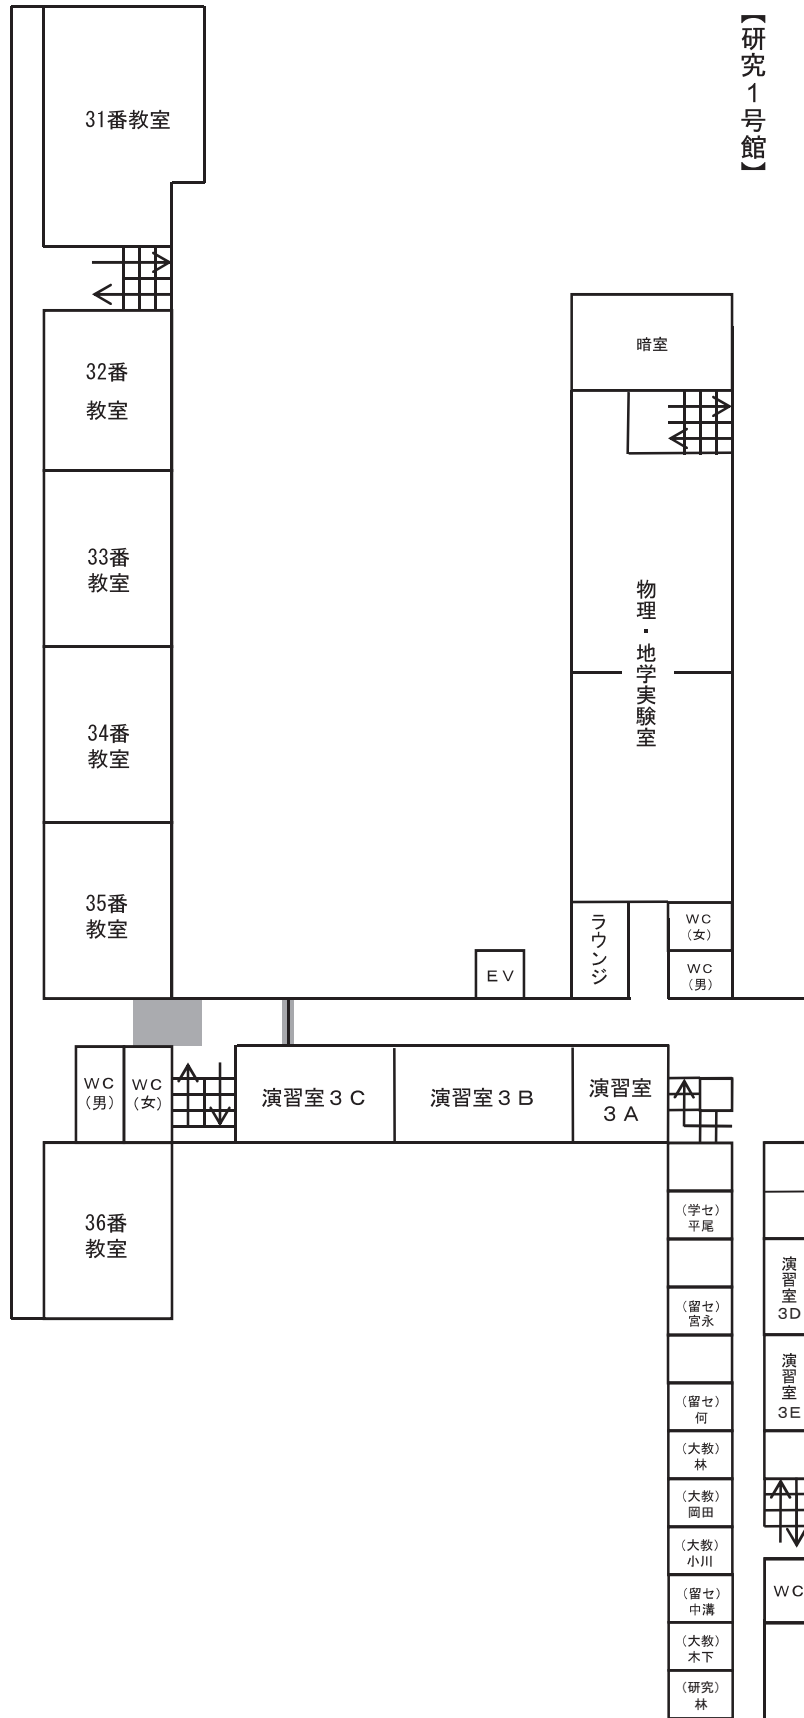 【研究１号館】
31番教室
32番
教室
33番
教室
34番
教室
35番
教室
暗室
物理・地学実験室
ラウンジ
ＷＣ
（女）
ＷＣ
（男）
ＥＶ
ＷＣ
（男）
ＷＣ
（女）
演習室３Ｃ
演習室３Ｂ
演習室
３Ａ
36番
教室
（学セ）
平尾
（留セ）
宮永
（留セ）
何
（大教）
林
（大教）
岡田
（大教）
小川
（留セ）
中溝
（大教）
木下
（研究）
林
演習室
3D
演習室
3E
ＷＣ